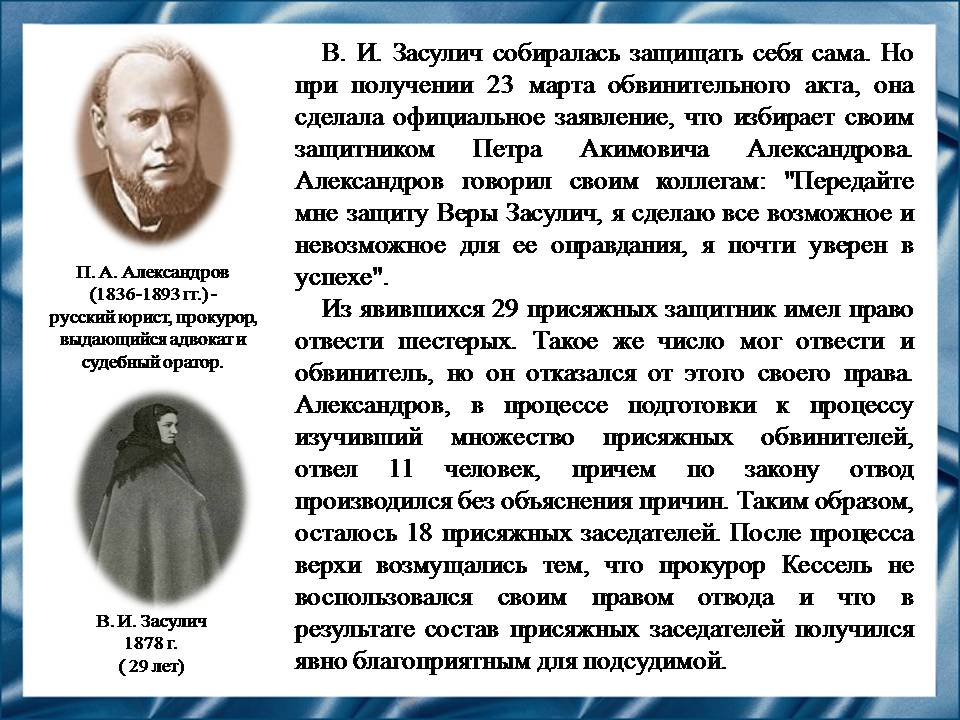 П. А. Александров
(1836-1893 гг.) -
русский юрист, прокурор,
выдающийся адвокат и
судебный оратор.
В. И. Засулич
1878 г.
( 29 лет)
В. И. Засулич собиралась защищать себя сама. Но
при получении 23 марта обвинительного акта, она
сделала официальное заявление, что избирает своим
защитником Петра Акимовича Александрова.
Александров говорил своим коллегам: "Передайте
мне защиту Веры Засулич, я сделаю все возможное и
невозможное для ее оправдания, я почти уверен в
успехе".
Из явившихся 29 присяжных защитник имел право
отвести шестерых. Такое же число мог отвести и
обвинитель, но он отказался от этого своего права.
Александров, в процессе подготовки к процессу
изучивший множество присяжных обвинителей,
отвел 11 человек, причем по закону отвод
производился без объяснения причин. Таким образом,
осталось 18 присяжных заседателей. После процесса
верхи возмущались тем, что прокурор Кессель не
воспользовался своим правом отвода и что в
результате состав присяжных заседателей получился
явно благоприятным для подсудимой.